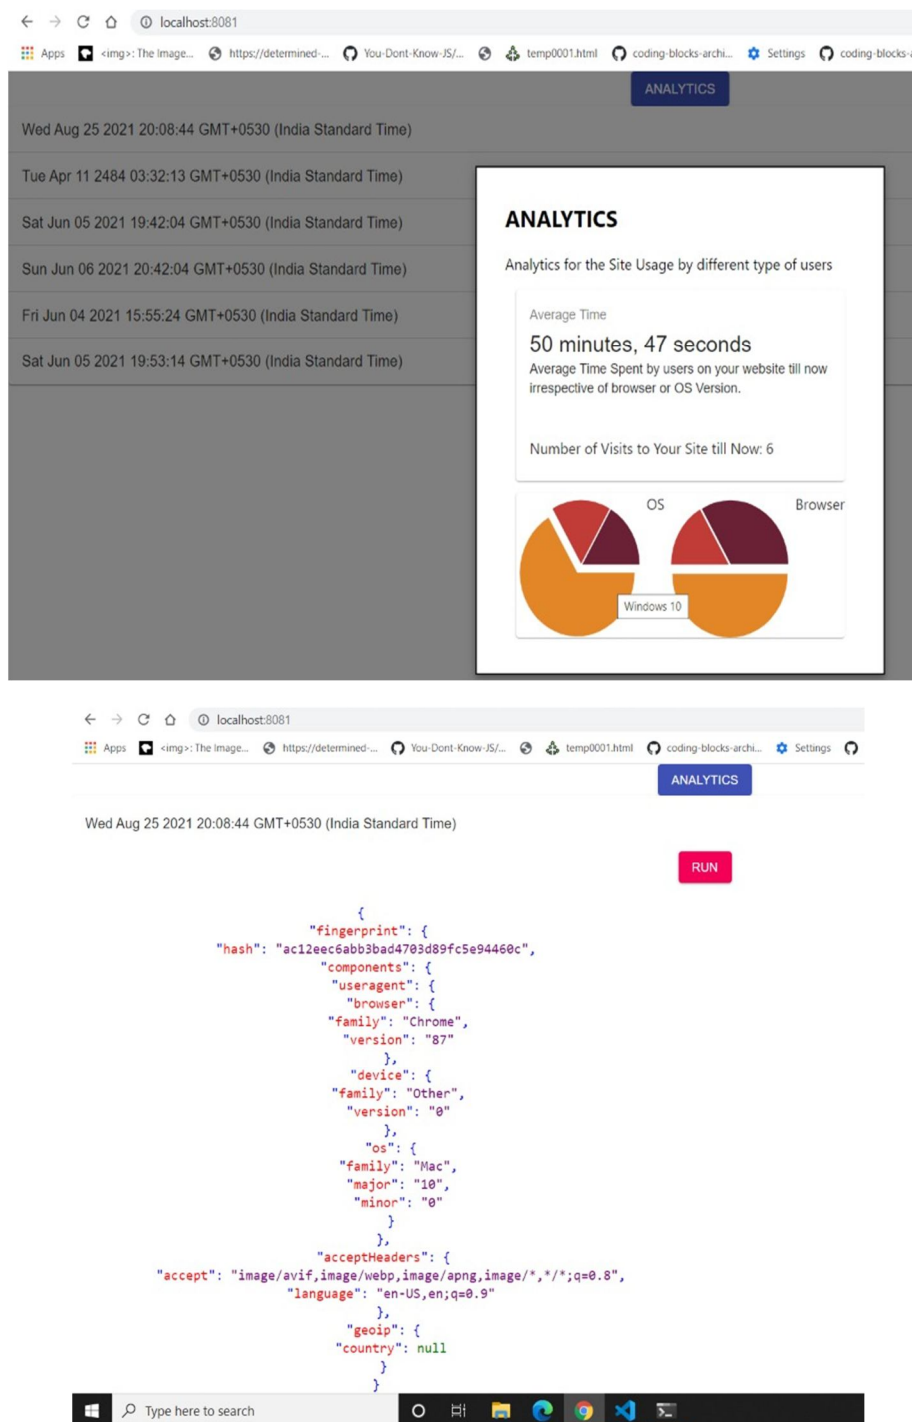 localhost:8081
Apps <img>: The Image... https://determined-... You-Dont-Know-JS/... temp0001.html coding-blocks-archi... Settings coding-blocks-a
ANALYTICS
Wed Aug 25 2021 20:08:44 GMT+0530 (India Standard Time)
Tue Apr 11 2484 03:32:13 GMT+0530 (India Standard Time)
Sat Jun 05 2021 19:42:04 GMT+0530 (India Standard Time)
Sun Jun 06 2021 20:42:04 GMT+0530 (India Standard Time)
Fri Jun 04 2021 15:55:24 GMT+0530 (India Standard Time)
Sat Jun 05 2021 19:53:14 GMT+0530 (India Standard Time)
ANALYTICS
Analytics for the Site Usage by different type of users
Average Time
50 minutes, 47 seconds
Average Time Spent by users on your website till now
irrespective of browser or OS Version.
Number of Visits to Your Site till Now: 6
OS Browser
Windows 10
localhost:8081
Apps <img>: The Image... https://determined-... You-Dont-Know-JS/... temp0001.html coding-blocks-archi... Settings
ANALYTICS
Wed Aug 25 2021 20:08:44 GMT+0530 (India Standard Time)
RUN
{
"fingerprint": {
"hash": "ac12eec6abb3bad4703d89fc5e94460c",
"components": {
"useragent": {
"browser": {
"family": "Chrome",
"version": "87"
},
"device": {
"family": "Other",
"version": "0"
},
"os": {
"family": "Mac",
"major": "10",
"minor": "0"
}
},
"acceptHeaders": {
"accept": "image/avif,image/webp,image/apng,image/*,*/*;q=0.8",
"language": "en-US,en;q=0.9"
},
"geoip": {
"country": null
}
}
Type here to search